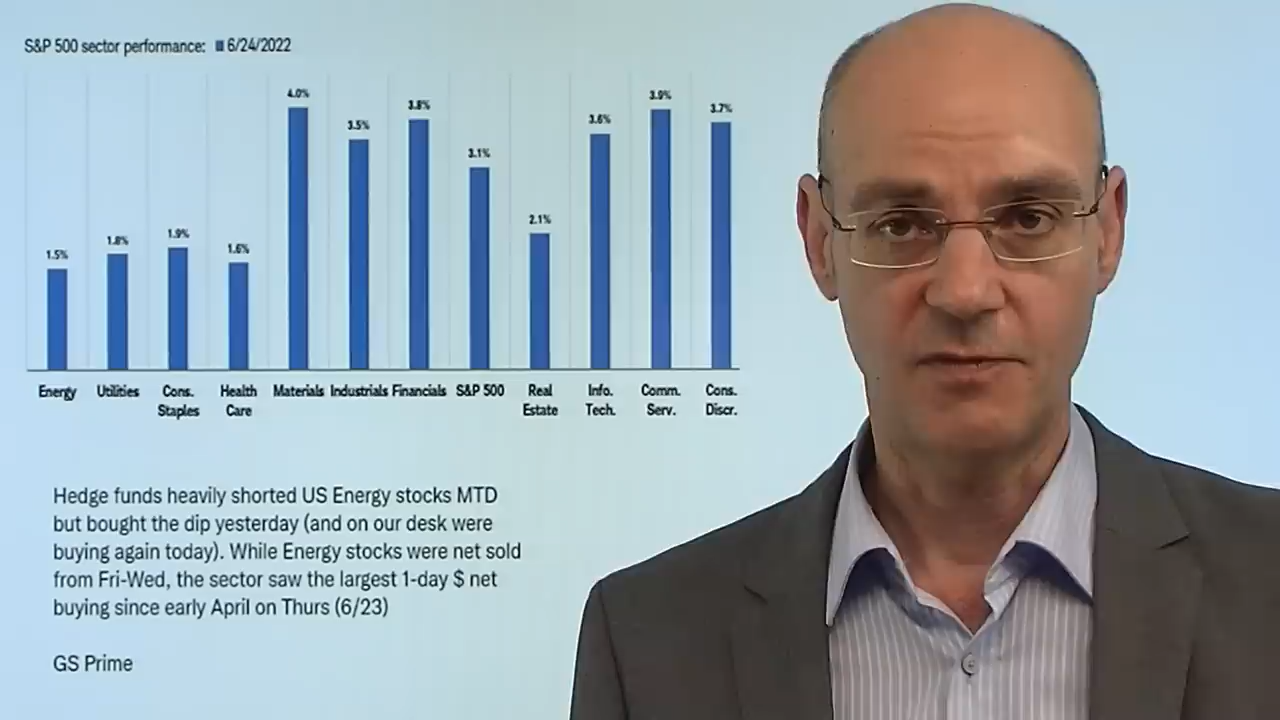 S&P 500 sector performance: 6/24/2022
4.0%
3.9%
3.8%
3.7%
3.6%
3.5%
3.1%
2.1%
1.9%
1.8%
1.6%
1.5%
Energy Utilities Cons. Health Materials Industrials Financials S&P 500 Real Info. Comm. Cons.
Staples Care Estate Tech. Serv. Discr.
Hedge funds heavily shorted US Energy stocks MTD
but bought the dip yesterday (and on our desk were
buying again today). While Energy stocks were net sold
from Fri-Wed, the sector saw the largest 1-day $ net
buying since early April on Thurs (6/23)
GS Prime